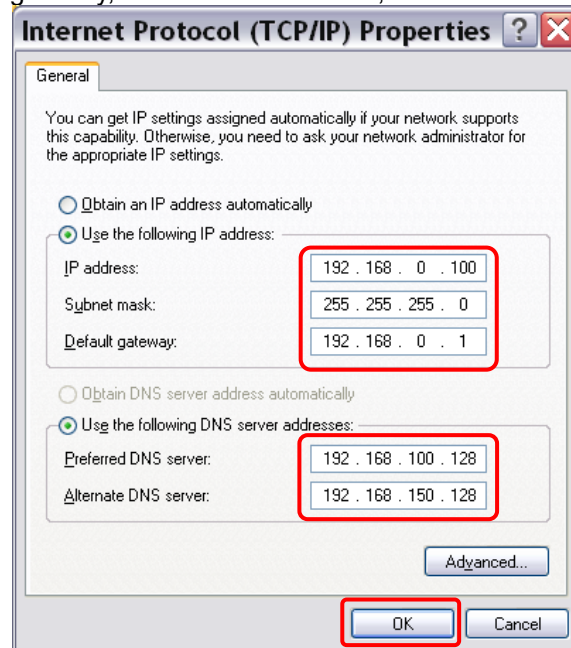 Internet Protocol (TCP/IP) Properties
General
You can get IP settings assigned automatically if your network supports
this capability. Otherwise, you need to ask your network administrator for
the appropriate IP settings.
Obtain an IP address automatically
Use the following IP address:
IP address: 192 . 168 . 0 . 100
Subnet mask: 255 . 255 . 255 . 0
Default gateway: 192 . 168 . 0 . 1
Obtain DNS server address automatically
Use the following DNS server addresses:
Preferred DNS server: 192 . 168 . 100 . 128
Alternate DNS server: 192 . 168 . 150 . 128
Advanced...
OK Cancel